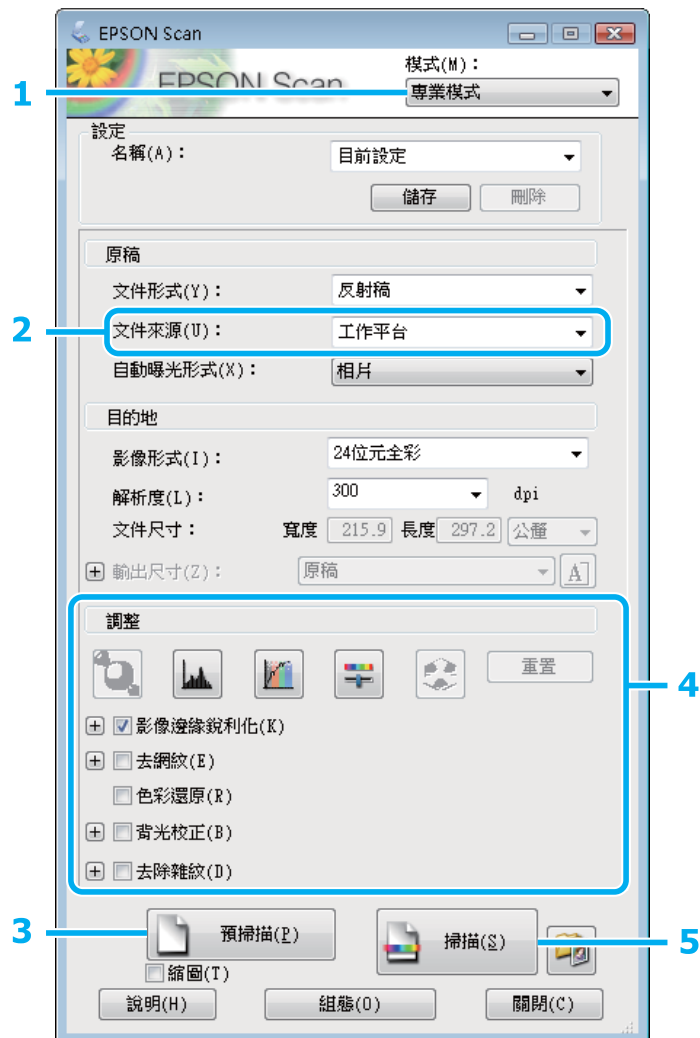 EPSON Scan
EPSON Scan
模式(M)：
1
專業模式
設定
名稱(A)：
目前設定
儲存
刪除
原稿
文件形式(Y)：
反射稿
2
文件來源(U)：
工作平台
自動曝光形式(X)：
相片
目的地
影像形式(I)：
24位元全彩
解析度(L)：
300
dpi
文件尺寸：
寬度
215.9
長度
297.2
公釐
輸出尺寸(Z)：
原稿
調整
重置
4
影像邊緣銳利化(K)
去網紋(E)
色彩還原(R)
背光校正(B)
去除雜紋(D)
3
預掃描(P)
掃描(S)
5
縮圖(T)
說明(H)
組態(O)
關閉(C)